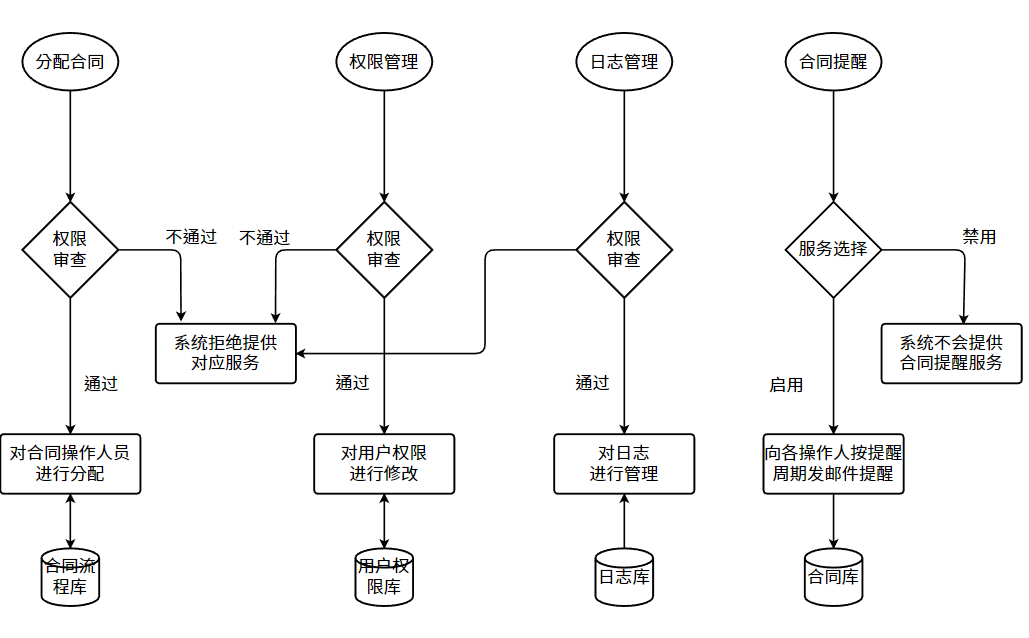 分配合同
权限管理
日志管理
合同提醒
权限
审查
不通过
不通过
权限
审查
权限
审查
服务选择
禁用
系统拒绝提供
对应服务
系统不会提供
合同提醒服务
通过
通过
通过
启用
对合同操作人员
进行分配
对用户权限
进行修改
对日志
进行管理
向各操作人按提醒
周期发邮件提醒
合同流
程库
用户权
限库
日志库
合同库